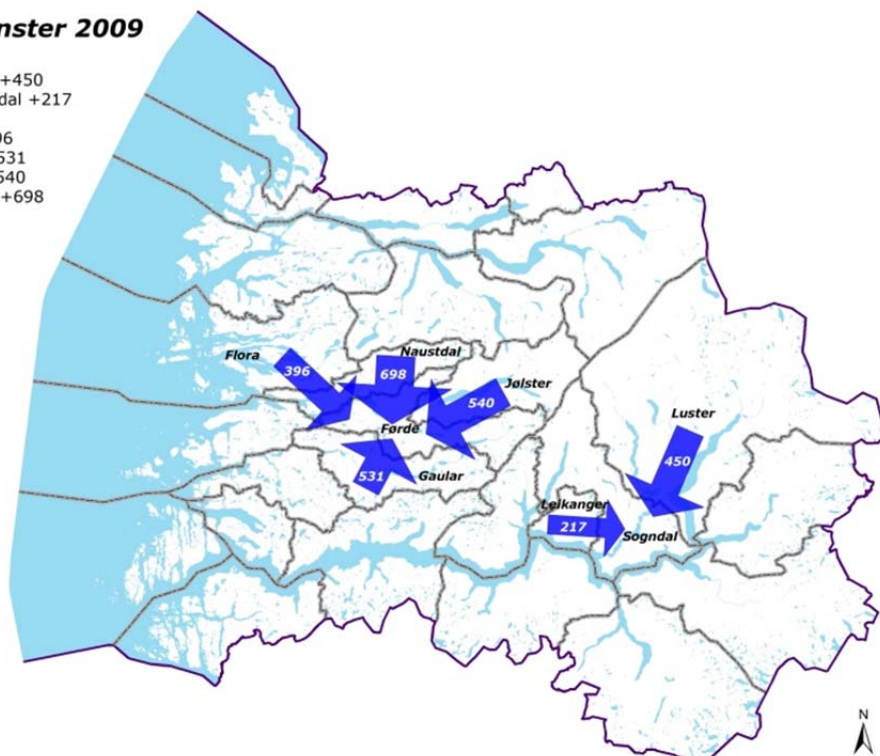 nster 2009
+450
dal +217
96
531
540
+698
Flora
396
Naustdal
698
Jølster
540
Førde
531
Gaular
Luster
450
Leikanger
217
Sogndal
N